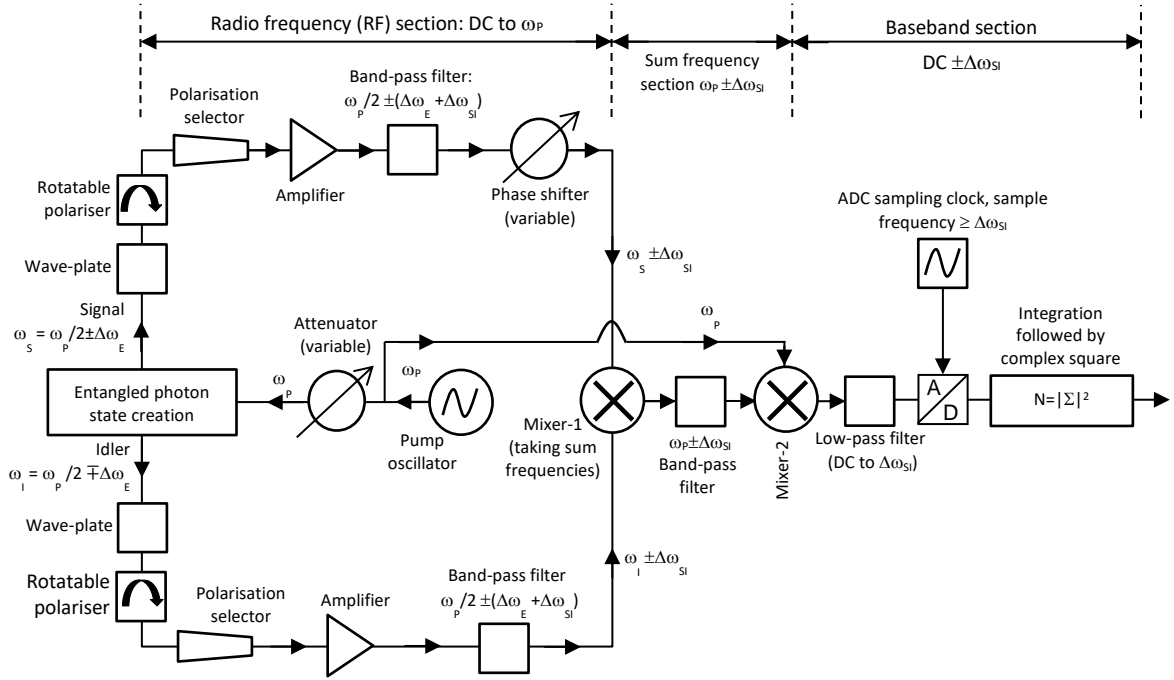 Radio frequency (RF) section: DC to ωP
Baseband section
Sum frequency
section ωP ±ΔωSI
DC ±ΔωSI
Band-pass filter:
ωP/2 ±(ΔωE +ΔωSI)
Polarisation
selector
Amplifier
Phase shifter
(variable)
Rotatable
polariser
ADC sampling clock, sample
frequency ≥ ΔωSI
Wave-plate
ωS ±ΔωSI
Signal
ωS = ωP/2±ΔωE
Attenuator
(variable)
ωP
Integration
followed by
complex square
Entangled photon
state creation
ωP
ωP
A
D
N=|Σ|²
Pump
oscillator
Mixer-1
(taking sum
frequencies)
ωP±ΔωSI
Band-pass
filter
Mixer-2
Low-pass filter
(DC to ΔωSI)
Idler
ωI = ωP/2 ∓ΔωE
Wave-plate
ωI ±ΔωSI
Rotatable
polariser
Polarisation
selector
Amplifier
Band-pass filter
ωP/2 ±(ΔωE +ΔωSI)